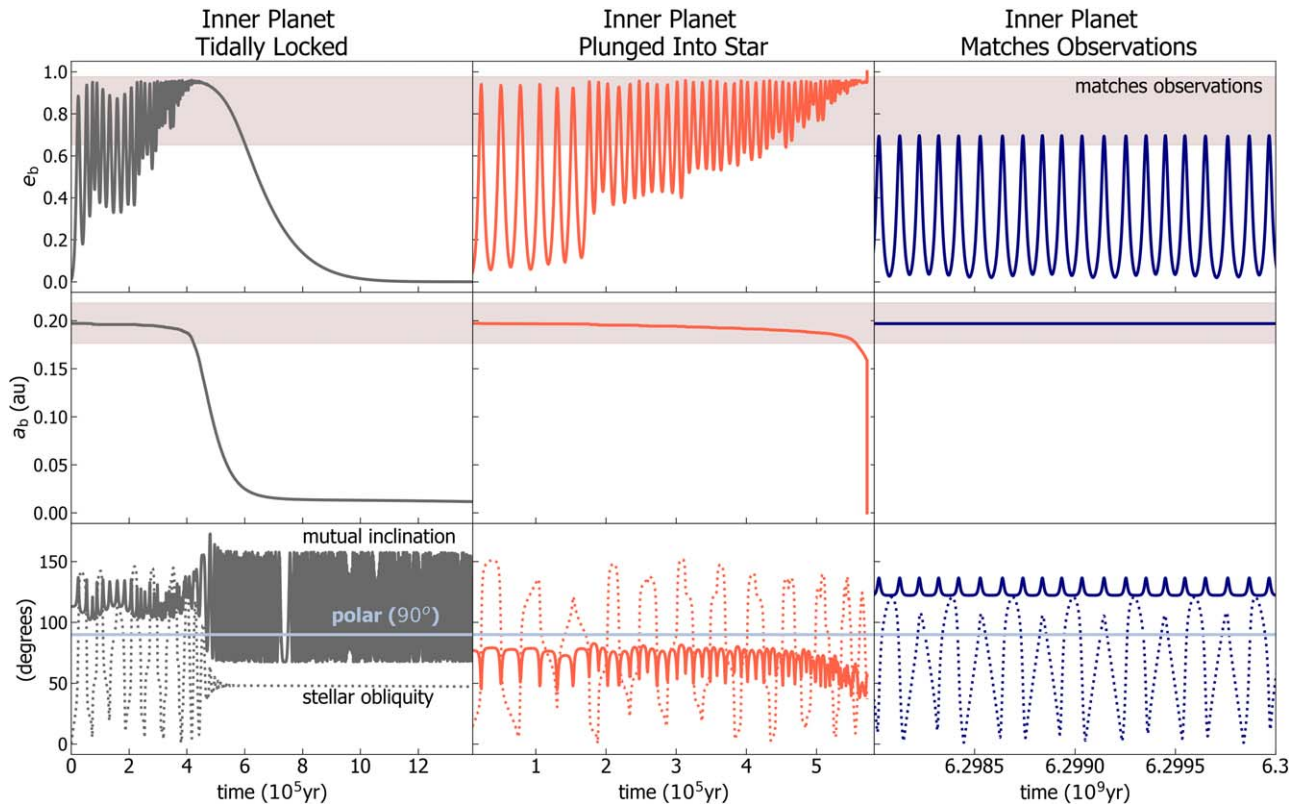 Inner Planet
Tidally Locked
Inner Planet
Plunged Into Star
Inner Planet
Matches Observations
1.0
0.8
0.6
0.4
0.2
0.0
e_b
matches observations
0.20
0.15
0.10
0.05
0.00
a_b (au)
150
100
50
0
(degrees)
mutual inclination
polar (90°)
stellar obliquity
0 2 4 6 8 10 12
1 2 3 4 5
6.2985 6.2990 6.2995 6.3
time (10⁵yr)
time (10⁵yr)
time (10⁹yr)